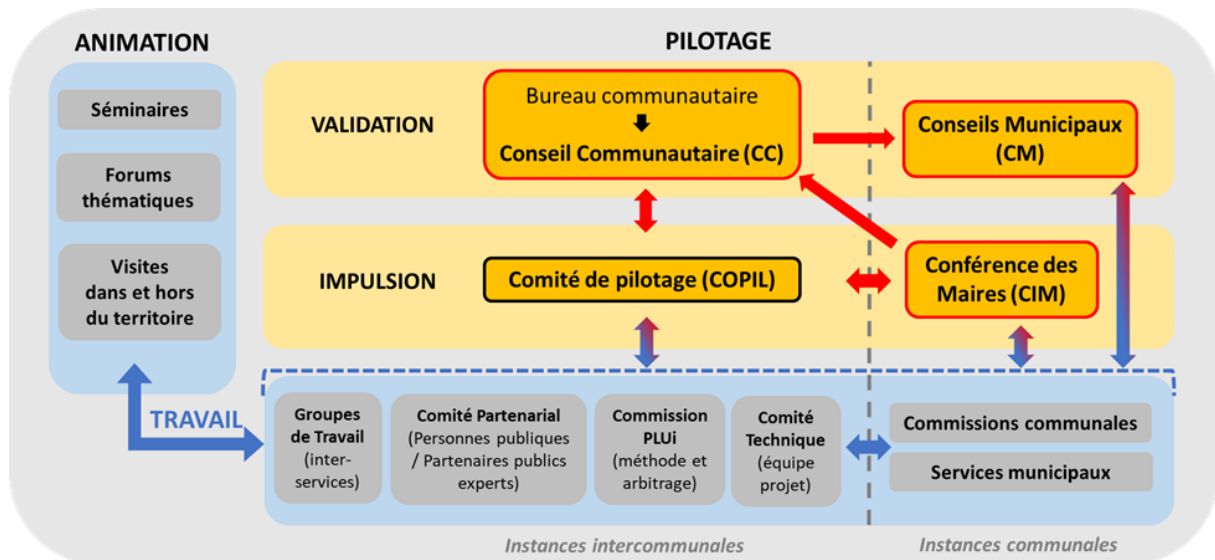 ANIMATION
Séminaires
Forums
thématiques
Visites
dans et hors
du territoire
PILOTAGE
VALIDATION
Bureau communautaire
Conseil Communautaire (CC)
Conseils Municipaux
(CM)
IMPULSION
Comité de pilotage (COPIL)
Conférence des
Maires (CIM)
TRAVAIL
Groupes
de Travail
(inter-
services)
Comité Partenarial
(Personnes publiques
/ Partenaires publics
experts)
Commission
PLUi
(méthode et
arbitrage)
Comité
Technique
(équipe
projet)
Commissions communales
Services municipaux
Instances intercommunales
Instances communales